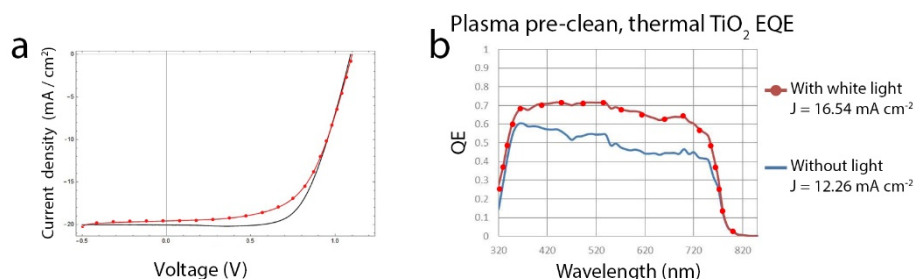 a
Current density (mA / cm²)
0
-5
-10
-15
-20
-0.5
0.0
0.5
1.0
Voltage (V)
Plasma pre-clean, thermal TiO₂ EQE
b
QE
1
0.9
0.8
0.7
0.6
0.5
0.4
0.3
0.2
0.1
0
320
420
520
620
720
820
Wavelength (nm)
With white light
J = 16.54 mA cm⁻²
Without light
J = 12.26 mA cm⁻²